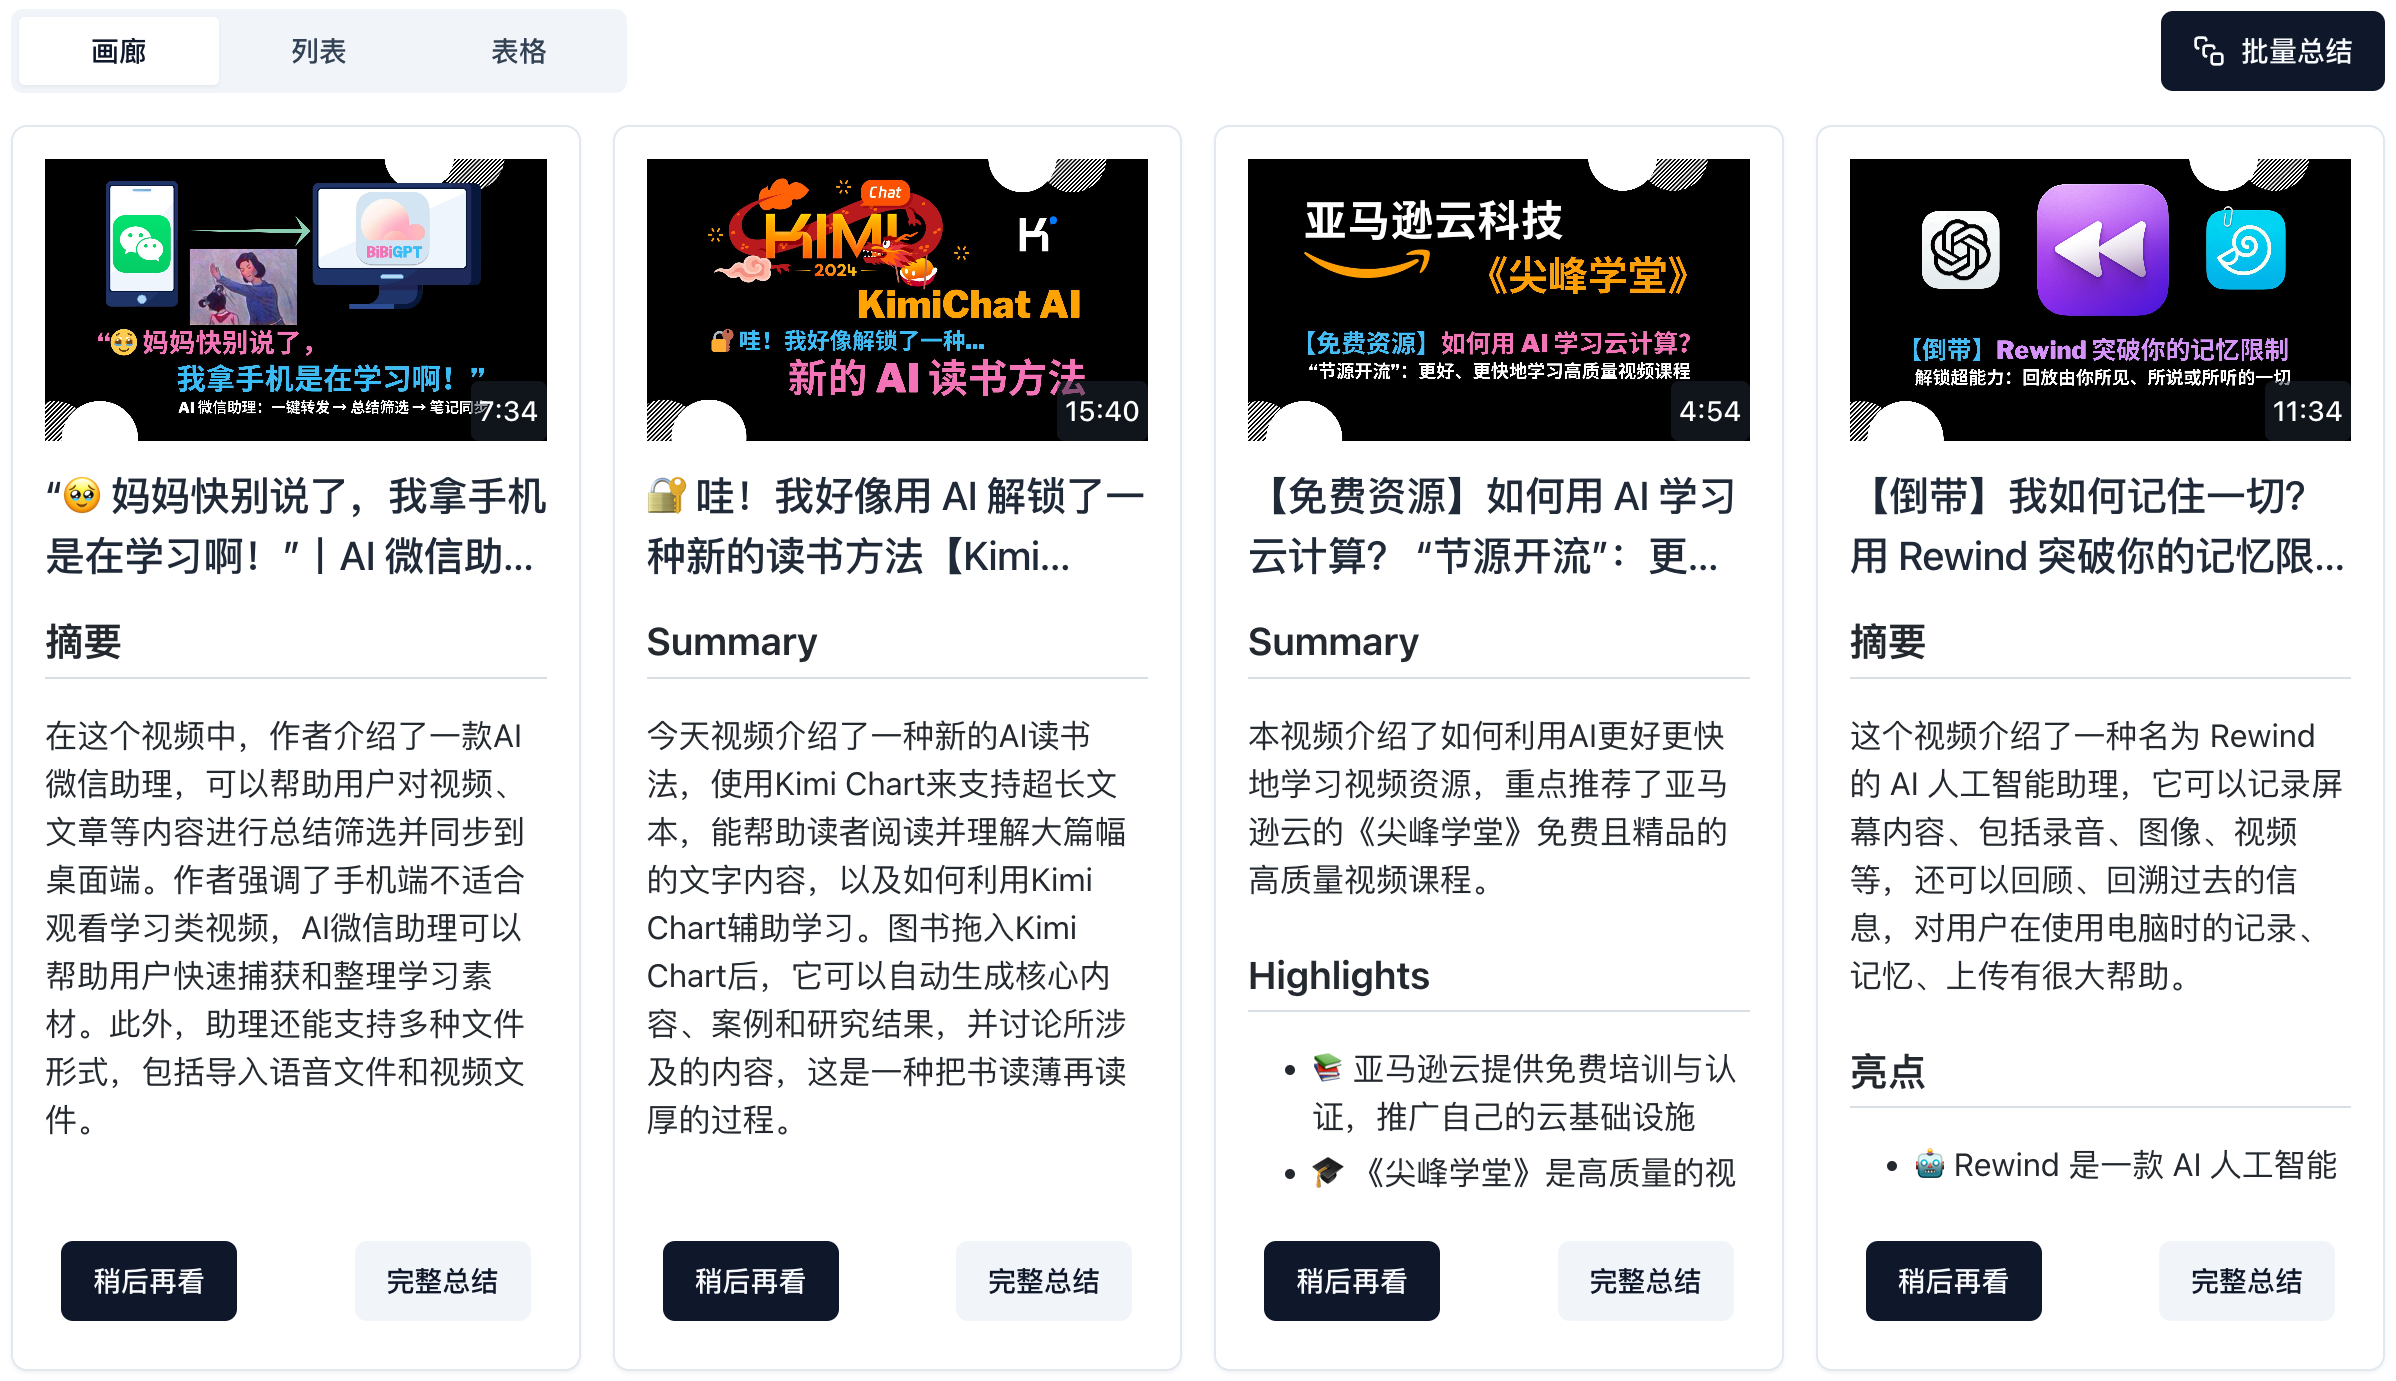 画廊
列表
表格
批量总结
BiBiGPT
“🥹 妈妈快别说了，
我拿手机是在学习啊！”
AI 微信助理：一键转发 → 总结筛选 → 笔记同步
7:34
“🥹 妈妈快别说了，我拿手机
是在学习啊！”｜AI 微信助...
摘要
在这个视频中，作者介绍了一款AI
微信助理，可以帮助用户对视频、
文章等内容进行总结筛选并同步到
桌面端。作者强调了手机端不适合
观看学习类视频，AI微信助理可以
帮助用户快速捕获和整理学习素
材。此外，助理还能支持多种文件
形式，包括导入语音文件和视频文
件。
稍后再看
完整总结
Chat
KIMI
2024
K
KimiChat AI
🔐 哇！我好像解锁了一种...
新的 AI 读书方法
15:40
🔐 哇！我好像用 AI 解锁了一
种新的读书方法【Kimi...
Summary
今天视频介绍了一种新的AI读书
法，使用Kimi Chart来支持超长文
本，能帮助读者阅读并理解大篇幅
的文字内容，以及如何利用Kimi
Chart辅助学习。图书拖入Kimi
Chart后，它可以自动生成核心内
容、案例和研究结果，并讨论所涉
及的内容，这是一种把书读薄再读
厚的过程。
稍后再看
完整总结
亚马逊云科技
《尖峰学堂》
【免费资源】如何用 AI 学习云计算？
“节源开流”：更好、更快地学习高质量视频课程
4:54
【免费资源】如何用 AI 学习
云计算？“节源开流”：更...
Summary
本视频介绍了如何利用AI更好更快
地学习视频资源，重点推荐了亚马
逊云的《尖峰学堂》免费且精品的
高质量视频课程。
Highlights
• 📚 亚马逊云提供免费培训与认
证，推广自己的云基础设施
• 🎓 《尖峰学堂》是高质量的视
稍后再看
完整总结
【倒带】Rewind 突破你的记忆限制
解锁超能力：回放由你所见、所说或所听的一切
11:34
【倒带】我如何记住一切？
用 Rewind 突破你的记忆限...
摘要
这个视频介绍了一种名为 Rewind
的 AI 人工智能助理，它可以记录屏
幕内容、包括录音、图像、视频
等，还可以回顾、回溯过去的信
息，对用户在使用电脑时的记录、
记忆、上传有很大帮助。
亮点
• 🤖 Rewind 是一款 AI 人工智能
稍后再看
完整总结